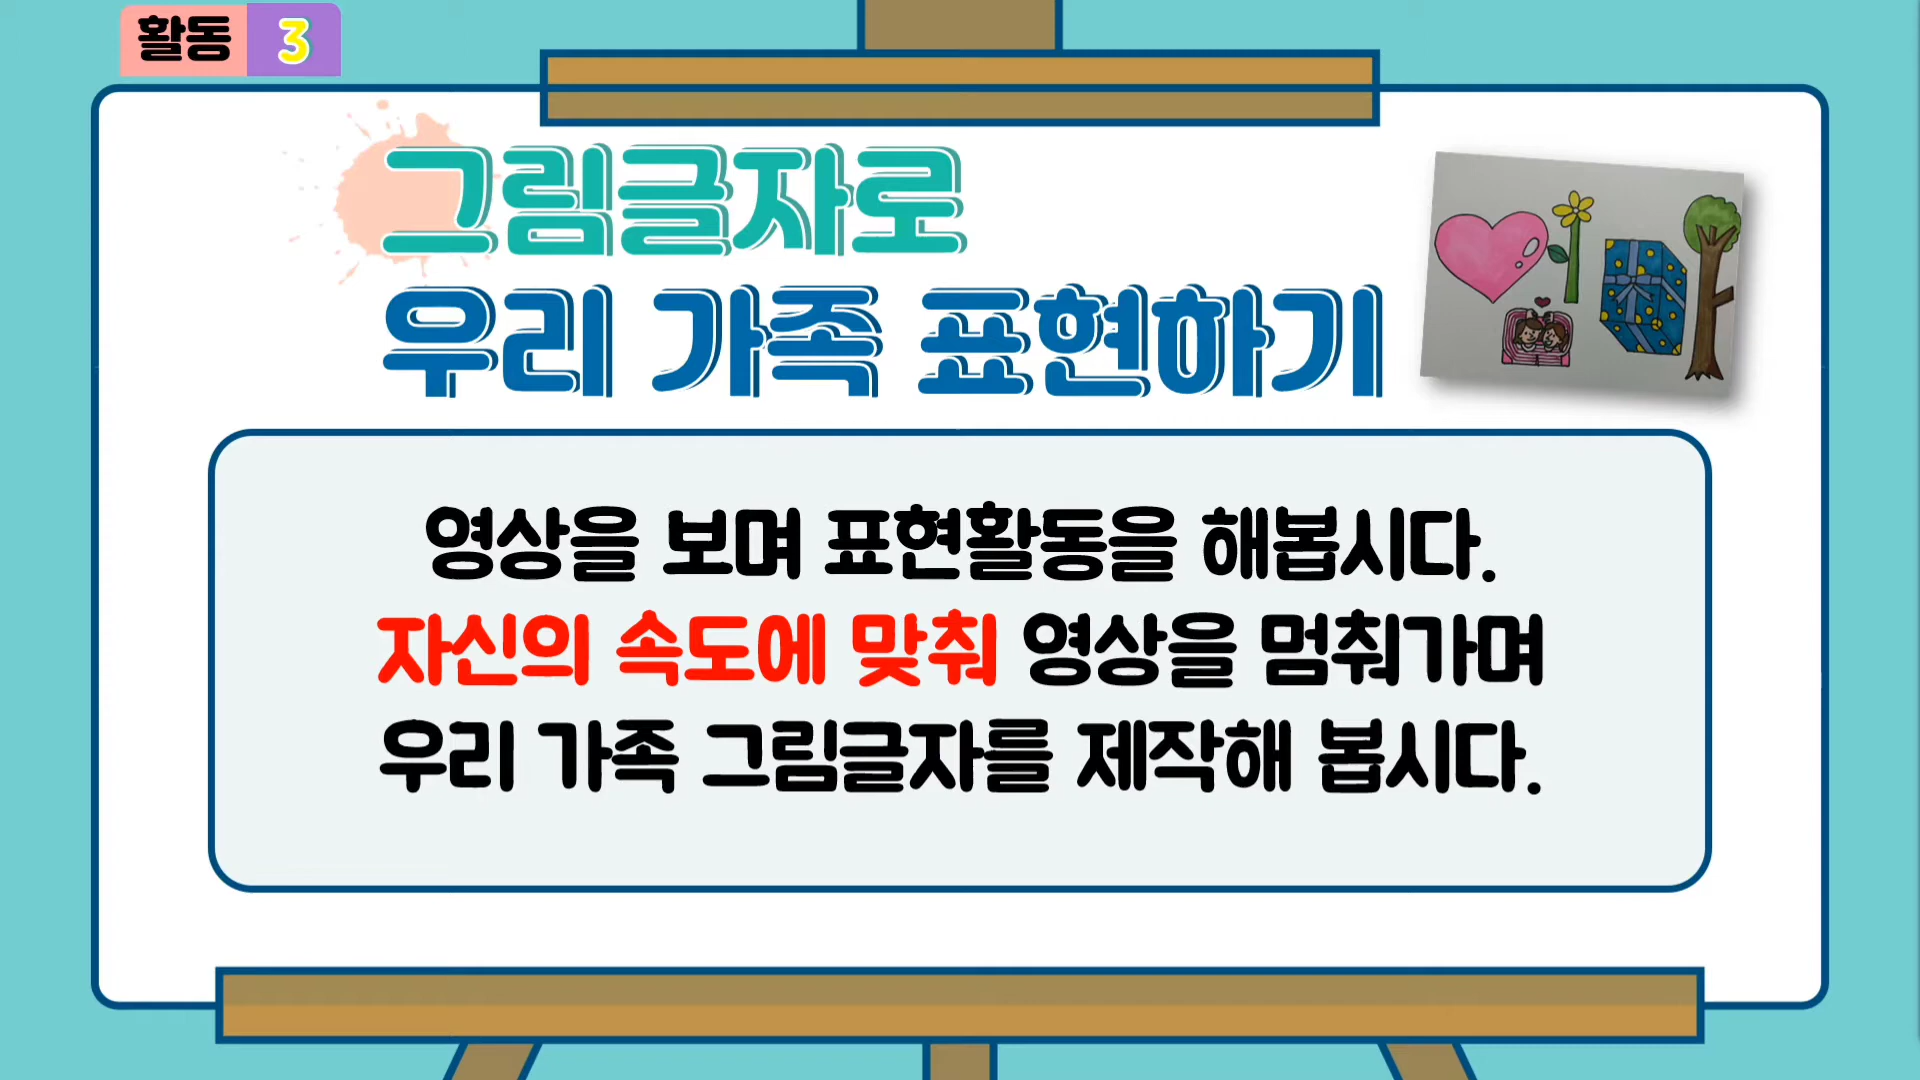 활동 3
그림글자로
우리 가족 표현하기
영상을 보며 표현활동을 해봅시다.
자신의 속도에 맞춰 영상을 멈춰가며
우리 가족 그림글자를 제작해 봅시다.